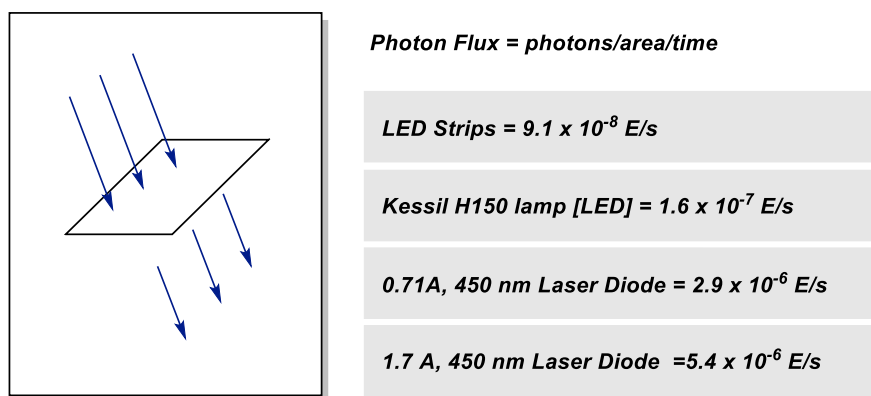 Photon Flux = photons/area/time
LED Strips = 9.1 x 10⁻⁸ E/s
Kessil H150 lamp [LED] = 1.6 x 10⁻⁷ E/s
0.71A, 450 nm Laser Diode = 2.9 x 10⁻⁶ E/s
1.7 A, 450 nm Laser Diode =5.4 x 10⁻⁶ E/s